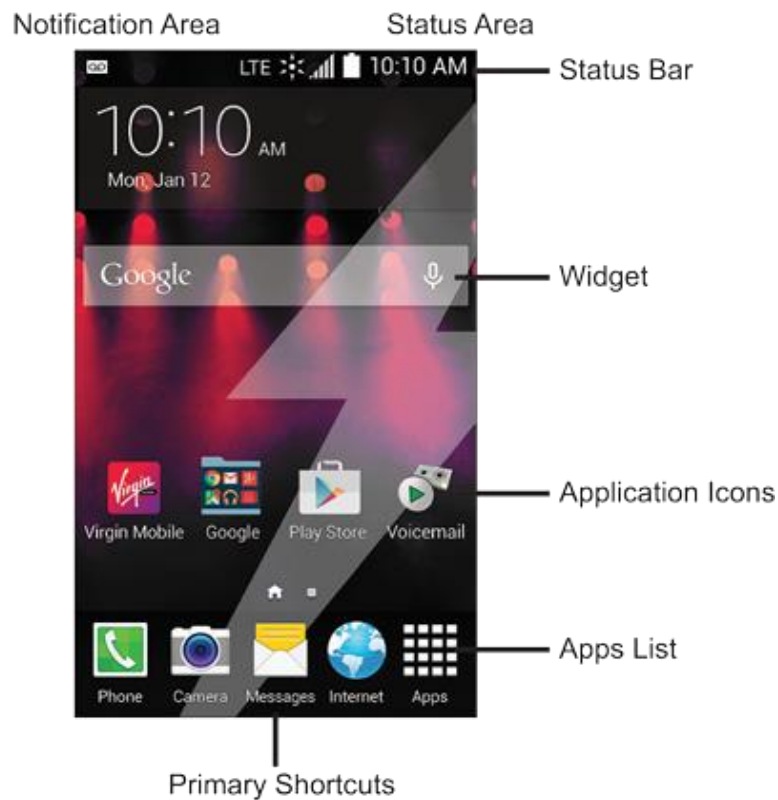 Notification Area Status Area
LTE 10:10 AM
Status Bar
10:10 AM
Mon, Jan 12
Google
Widget
Virgin
Application Icons
Virgin Mobile Google Play Store Voicemail
Apps List
Phone Camera Messages Internet Apps
Primary Shortcuts